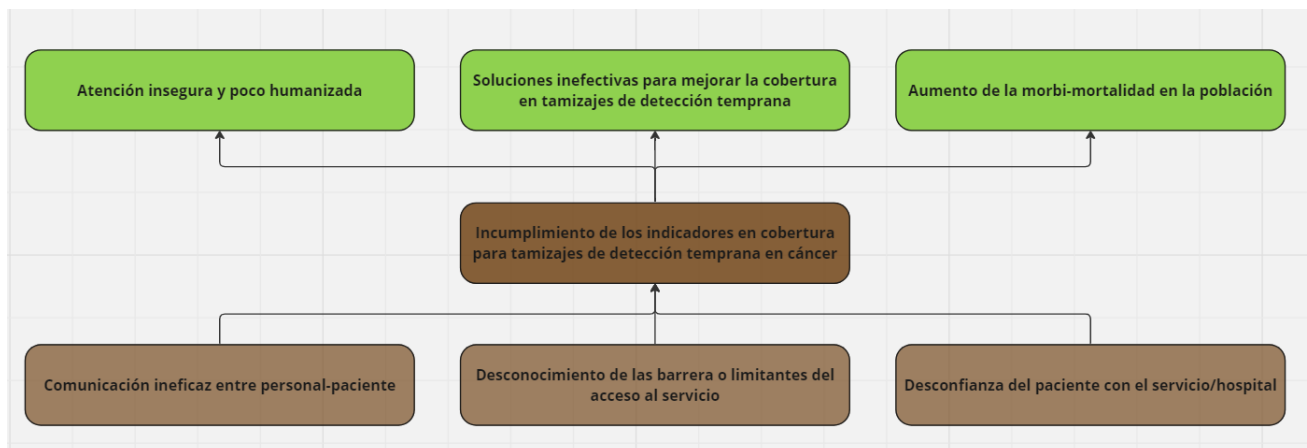 Atención insegura y poco humanizada
Soluciones inefectivas para mejorar la cobertura
en tamizajes de detección temprana
Aumento de la morbi-mortalidad en la población
Incumplimiento de los indicadores en cobertura
para tamizajes de detección temprana en cáncer
Comunicación ineficaz entre personal-paciente
Desconocimiento de las barrera o limitantes del
acceso al servicio
Desconfianza del paciente con el servicio/hospital